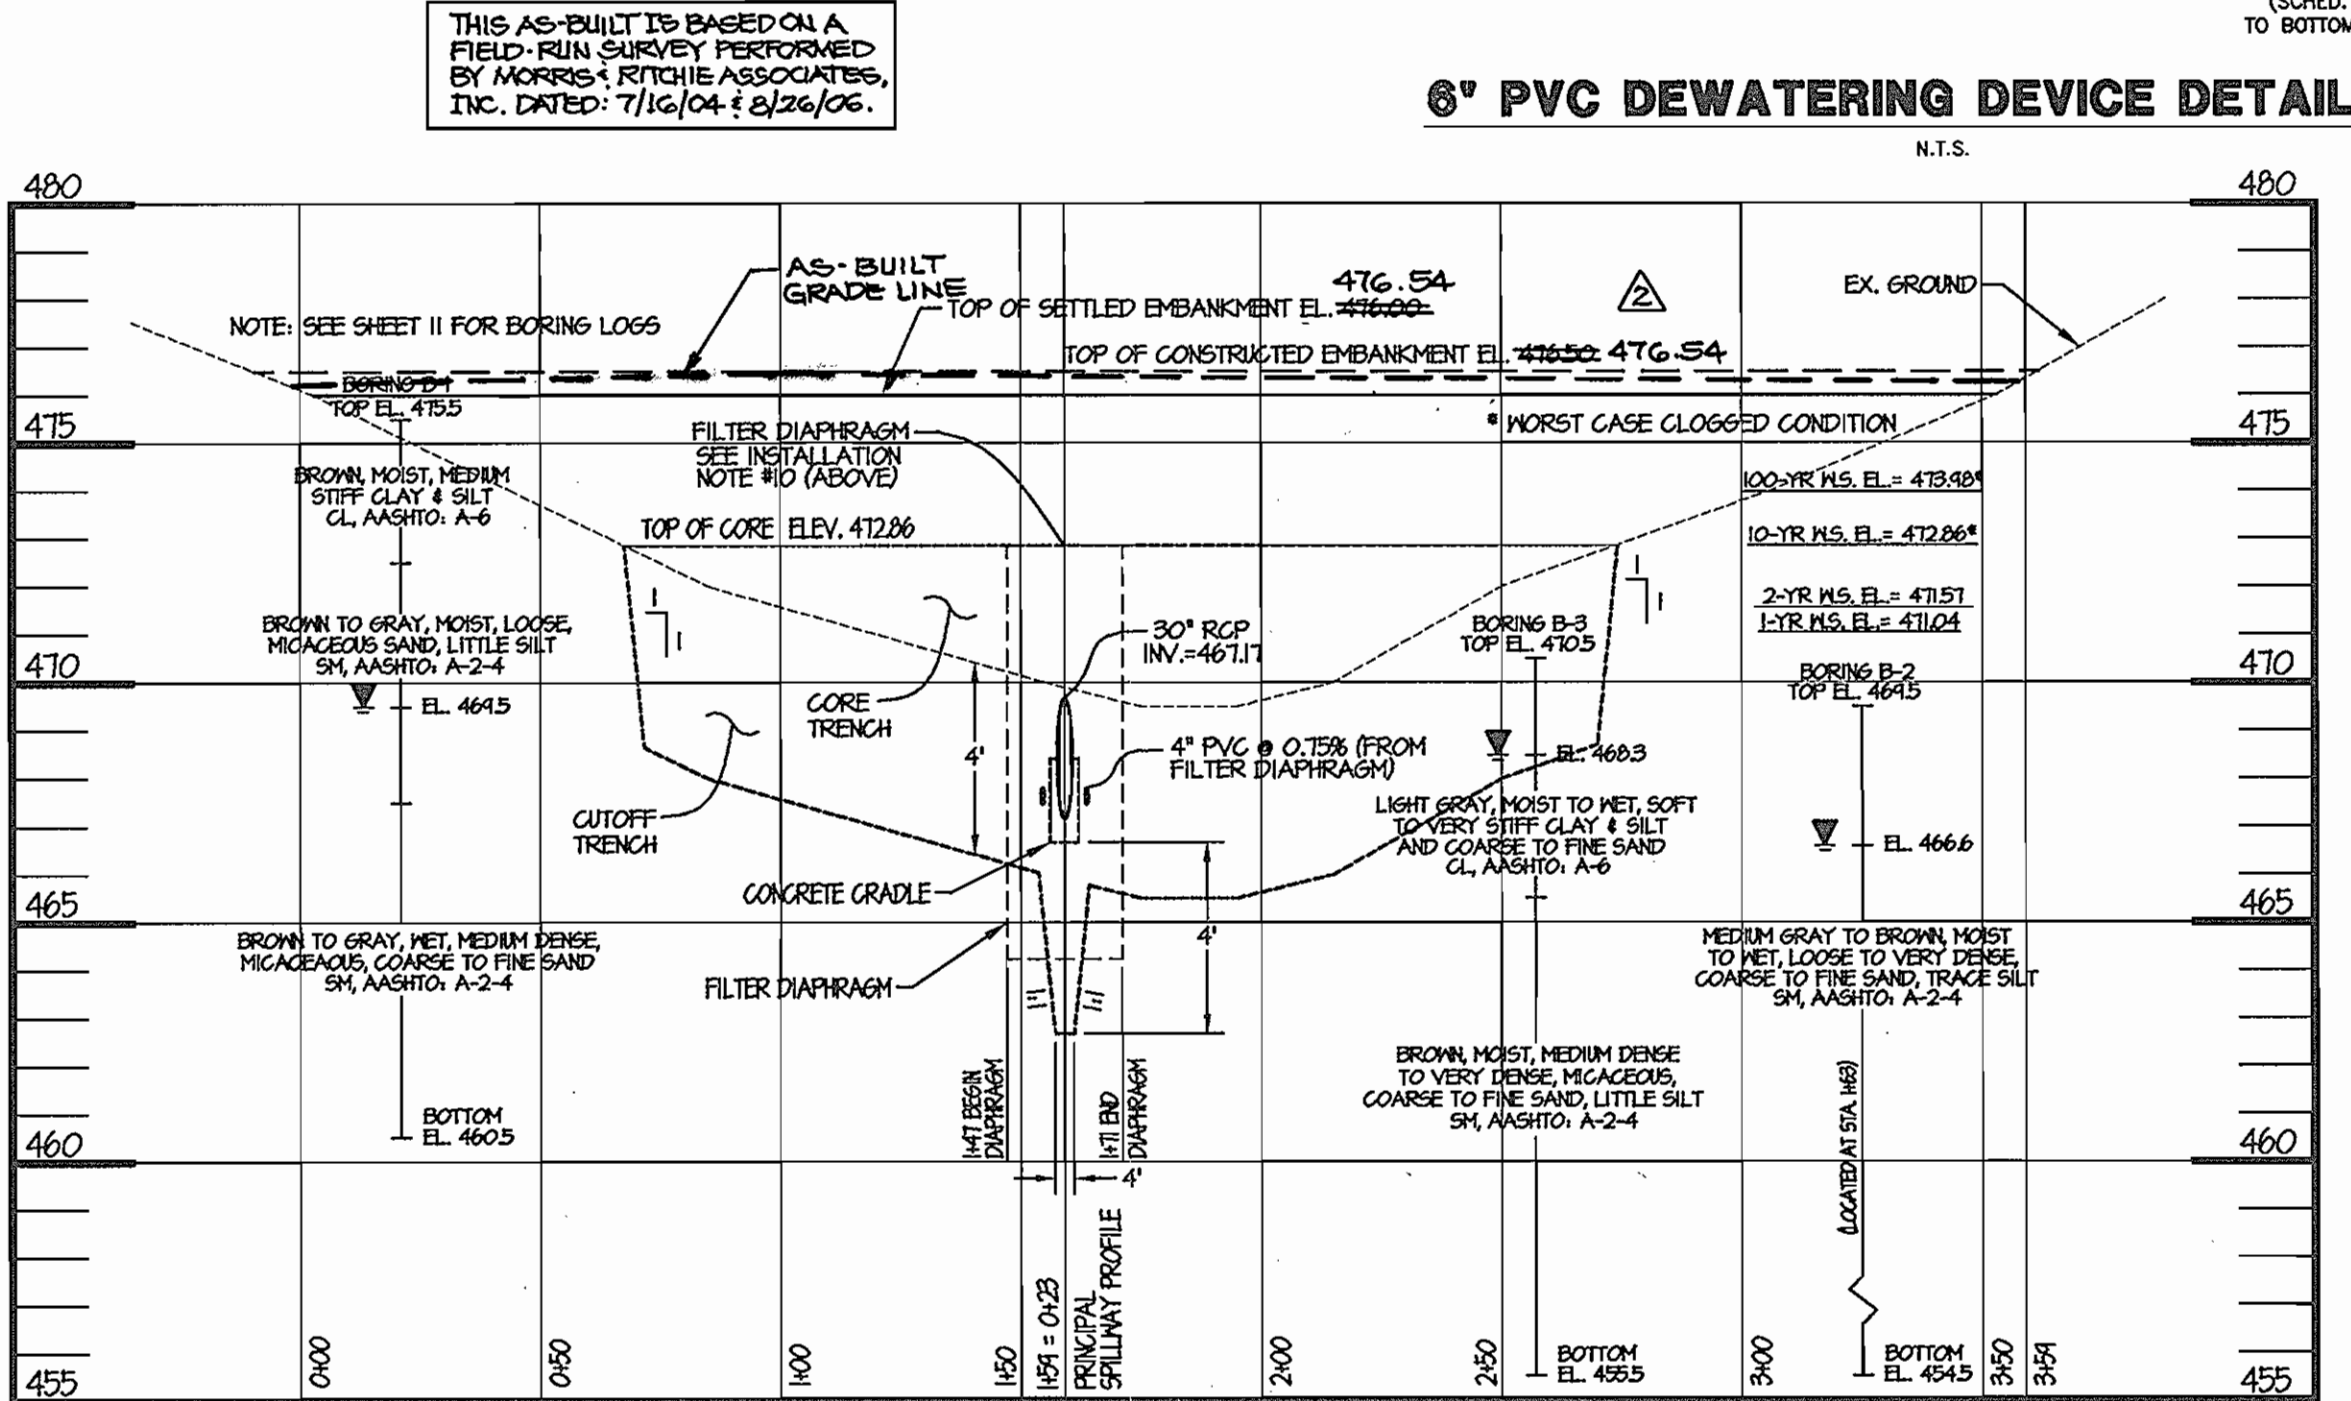 THIS AS-BUILT IS BASED ON A
FIELD-RUN SURVEY PERFORMED
BY MORRIS & RITCHIE ASSOCIATES,
INC. DATED: 7/16/04 & 8/26/06.
(SCHED.
TO BOTTOM
6" PVC DEWATERING DEVICE DETAIL
N.T.S.
480
480
AS-BUILT
GRADE LINE
476.54
TOP OF SETTLED EMBANKMENT EL. 476.00
2
EX. GROUND
NOTE: SEE SHEET 11 FOR BORING LOGS
TOP OF CONSTRUCTED EMBANKMENT EL. 476.50 476.54
BORING B-1
TOP EL. 475.5
475
475
* WORST CASE CLOGGED CONDITION
FILTER DIAPHRAGM
SEE INSTALLATION
NOTE #10 (ABOVE)
BROWN, MOIST, MEDIUM
STIFF CLAY & SILT
CL, AASHTO: A-6
100-YR W.S. EL.= 473.98*
TOP OF CORE ELEV. 472.86
10-YR W.S. EL.= 472.86*
2-YR W.S. EL.= 471.57
1-YR W.S. EL.= 471.04
1
1
1
1
BROWN TO GRAY, MOIST, LOOSE,
MICACEOUS SAND, LITTLE SILT
SM, AASHTO: A-2-4
30" RCP
INV.=467.17
BORING B-3
TOP EL. 470.5
470
470
BORING B-2
TOP EL. 469.5
EL. 469.5
CORE
TRENCH
4'
4" PVC @ 0.75% (FROM
FILTER DIAPHRAGM)
EL. 468.3
CUTOFF
TRENCH
LIGHT GRAY, MOIST TO WET, SOFT
TO VERY STIFF CLAY & SILT
AND COARSE TO FINE SAND
CL, AASHTO: A-6
EL. 466.6
CONCRETE CRADLE
465
465
4'
BROWN TO GRAY, WET, MEDIUM DENSE,
MICACEAOUS, COARSE TO FINE SAND
SM, AASHTO: A-2-4
MEDIUM GRAY TO BROWN, MOIST
TO WET, LOOSE TO VERY DENSE,
COARSE TO FINE SAND, TRACE SILT
SM, AASHTO: A-2-4
FILTER DIAPHRAGM
1:1
1:1
BROWN, MOIST, MEDIUM DENSE
TO VERY DENSE, MICACEOUS,
COARSE TO FINE SAND, LITTLE SILT
SM, AASHTO: A-2-4
1+47 BEGIN
DIAPHRAGM
1+71 END
DIAPHRAGM
(LOCATED AT STA. 1+63)
BOTTOM
EL. 460.5
460
460
4'
0+00
0+50
1+00
1+50
1+59 = 0+23
PRINCIPAL
SPILLWAY PROFILE
2+00
2+50
BOTTOM
EL. 455.5
3+00
BOTTOM
EL. 454.5
3+50
3+59
455
455